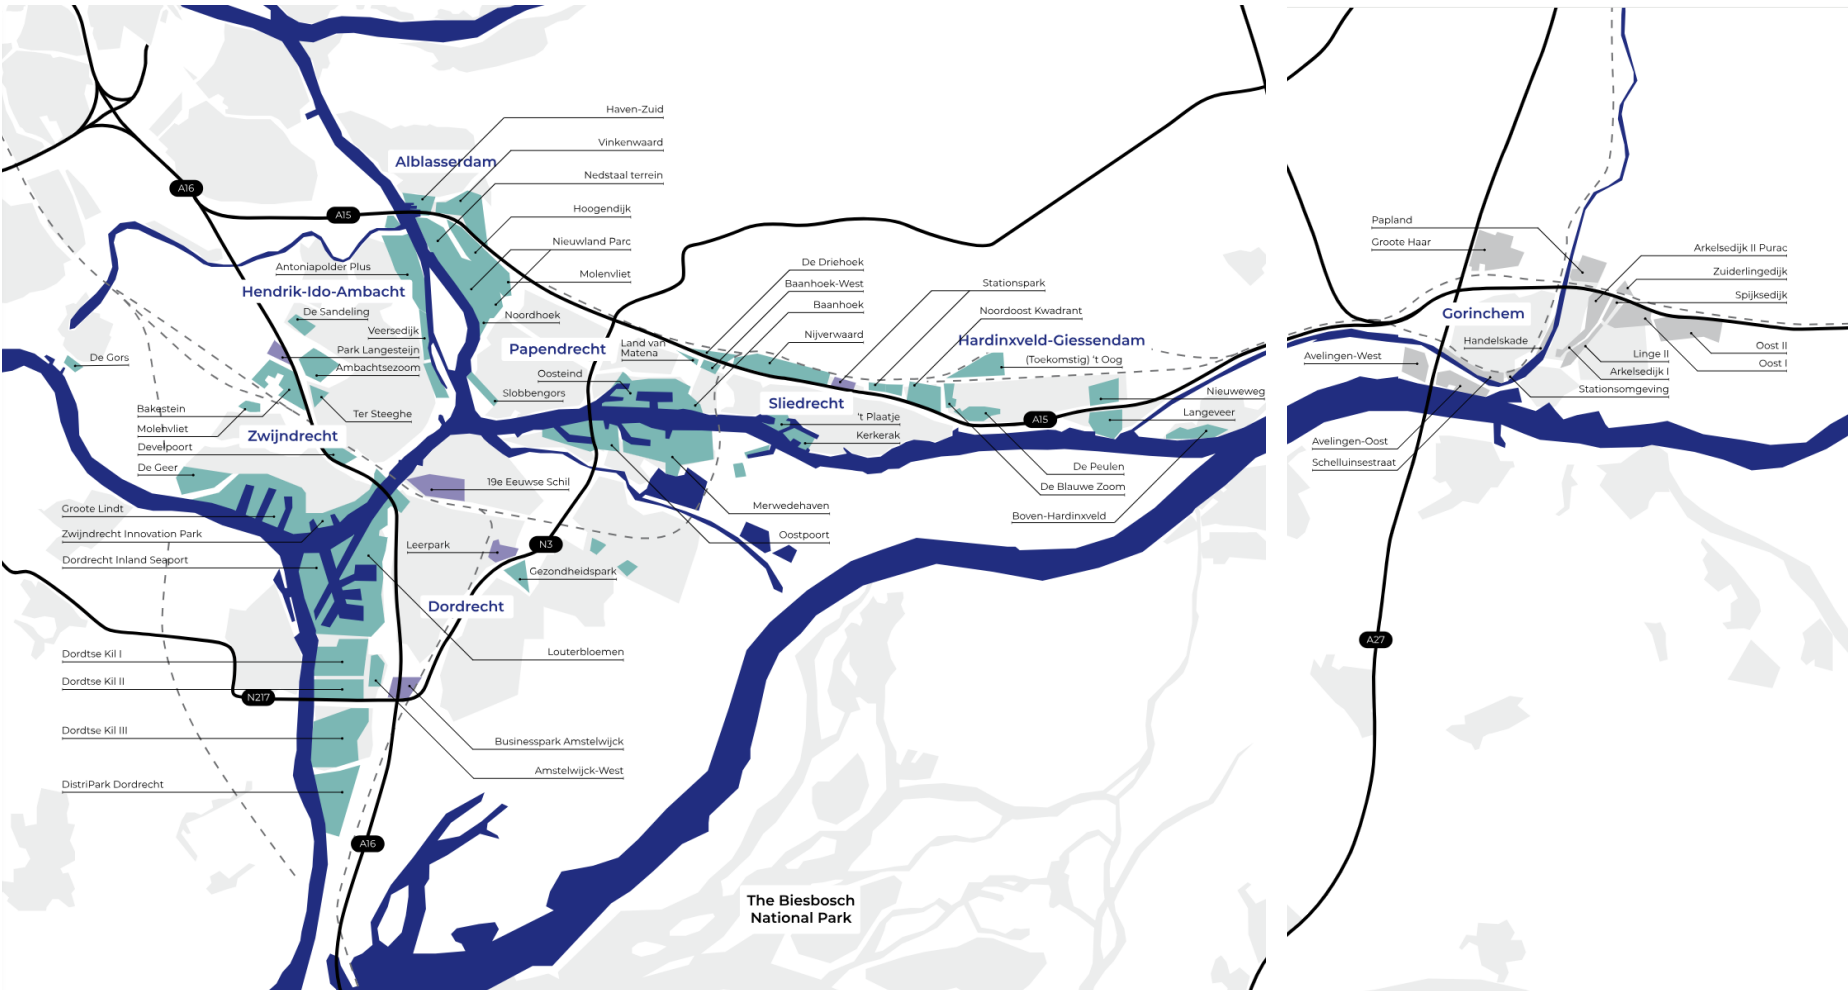 Haven-Zuid
Vinkenwaard
Alblasserdam
Nedstaal terrein
A16
A15
Hoogendijk
Nieuwland Parc
Antoniapolder Plus
Molenvliet
Hendrik-Ido-Ambacht
De Sandeling
Noordhoek
Veersedijk
Park Langesteijn
Papendrecht
Land van
Matena
De Gors
Ambachtsezoom
Oosteind
Slobbengors
Bakestein
Ter Steeghe
Molenvliet
Zwijndrecht
Develpoort
De Geer
19e Eeuwse Schil
Groote Lindt
Zwijndrecht Innovation Park
Leerpark
N3
Dordrecht Inland Seaport
Gezondheidspark
Dordrecht
Louterbloemen
Dordtse Kil I
Dordtse Kil II
N217
Dordtse Kil III
Businesspark Amstelwijck
Amstelwijck-West
DistriPark Dordrecht
A16
De Driehoek
Baanhoek-West
Baanhoek
Nijverwaard
Stationspark
Noordoost Kwadrant
Hardinxveld-Giessendam
(Toekomstig) 't Oog
Sliedrecht
't Plaatje
Kerkerak
A15
Nieuweweg
Langeveer
De Peulen
De Blauwe Zoom
Boven-Hardinxveld
Merwedehaven
Oostpoort
The Biesbosch
National Park
Papland
Groote Haar
Arkelsedijk II Purac
Zuiderlingedijk
Spijksedijk
Gorinchem
Handelskade
Oost II
Linge II
Oost I
Avelingen-West
Arkelsedijk I
Stationsomgeving
Avelingen-Oost
Schelluinsestraat
A27